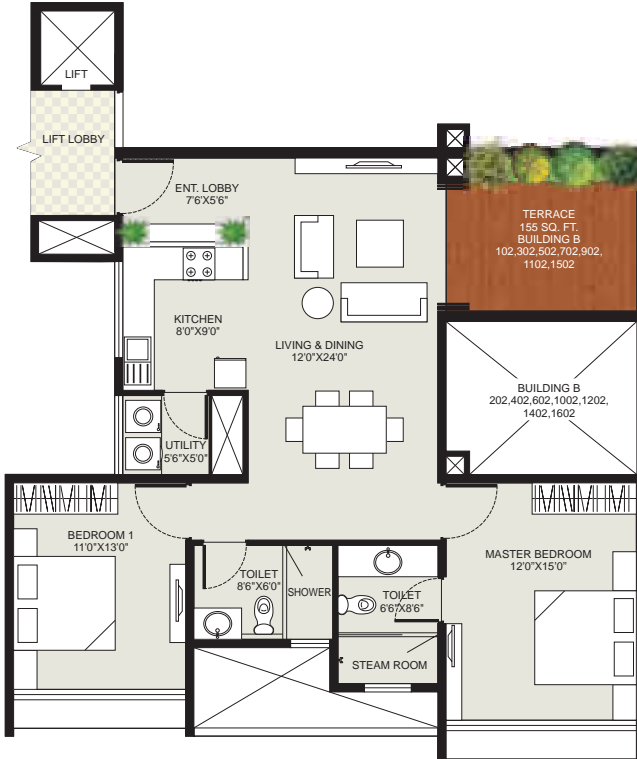 LIFT
LIFT LOBBY
ENT. LOBBY
7'6"X5'6"
TERRACE
155 SQ. FT.
BUILDING B
102,302,502,702,902,
1102,1502
KITCHEN
8'0"X9'0"
LIVING & DINING
12'0"X24'0"
BUILDING B
202,402,602,1002,1202,
1402,1602
UTILITY
5'6"X5'0"
BEDROOM 1
11'0"X13'0"
MASTER BEDROOM
12'0"X15'0"
TOILET
8'6"X6'0"
SHOWER
TOILET
6'6"X8'6"
STEAM ROOM